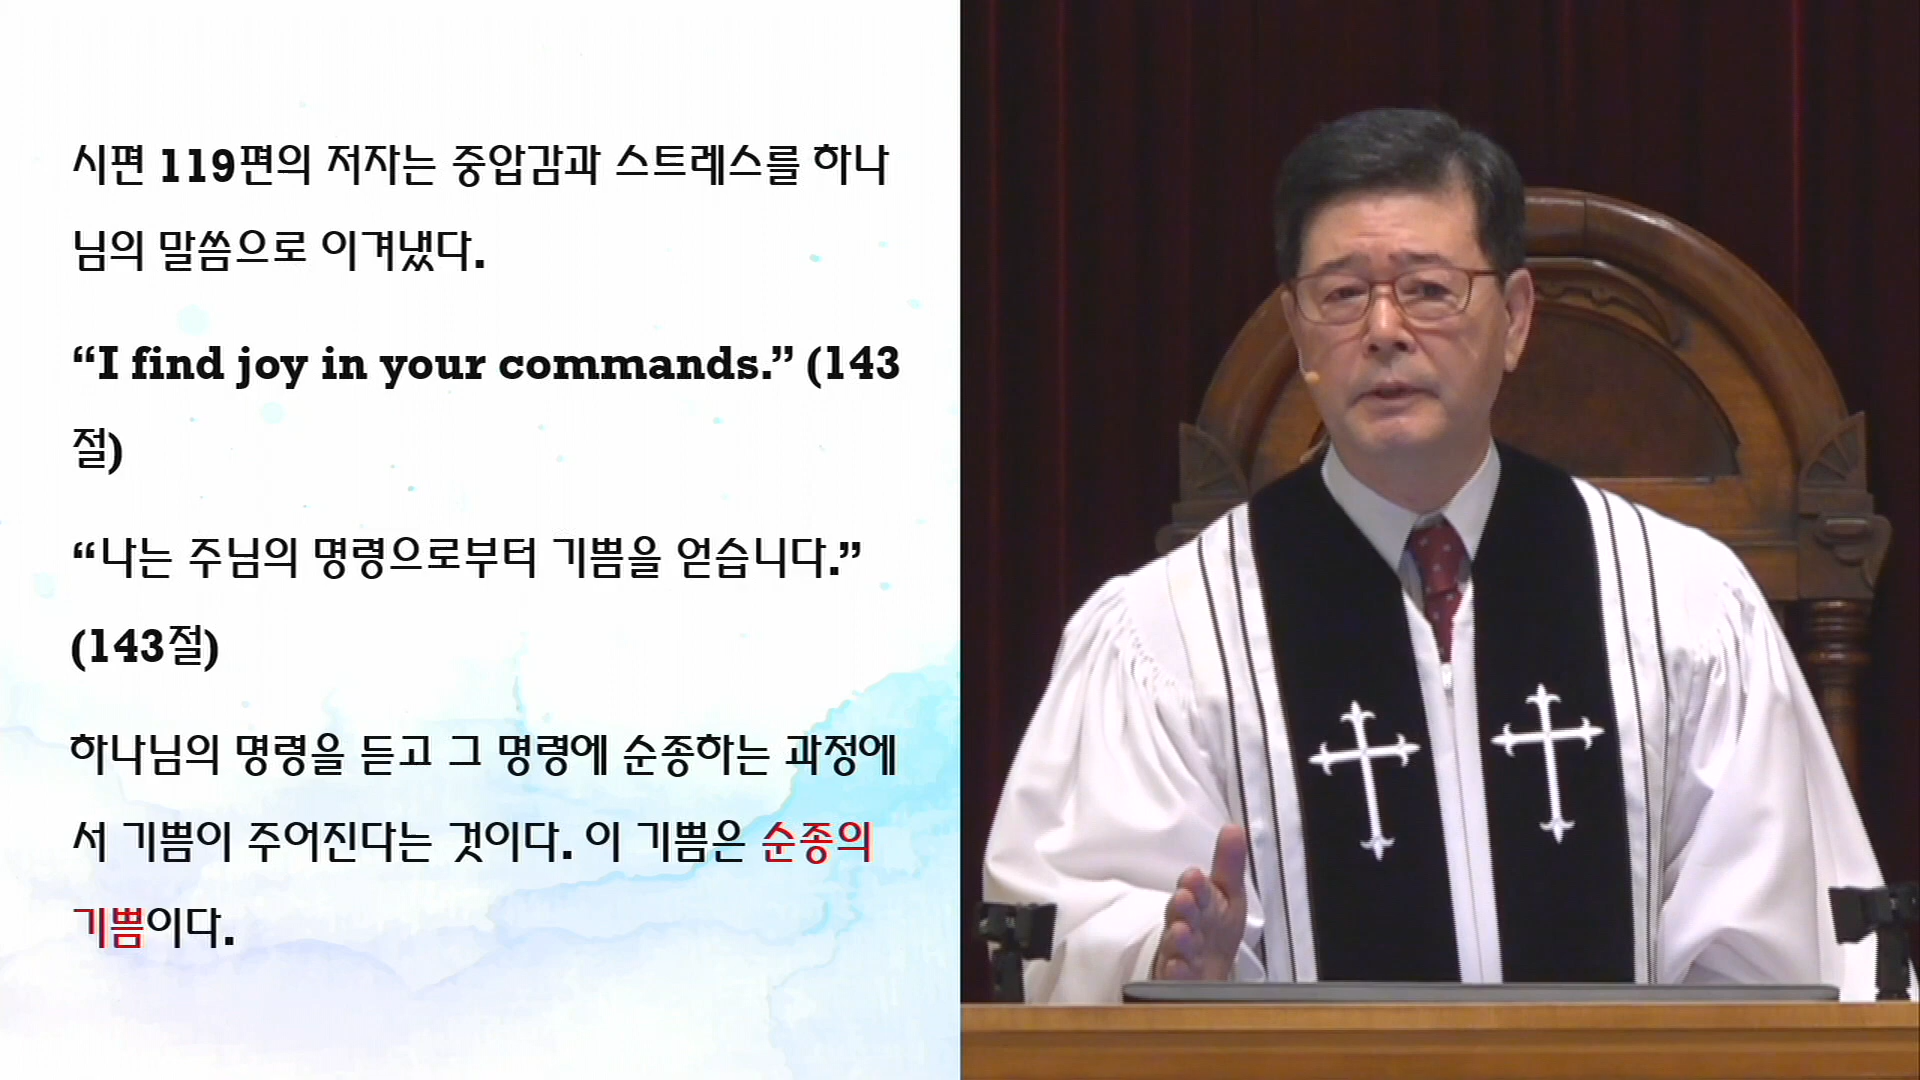 시편 119편의 저자는 중압감과 스트레스를 하나
님의 말씀으로 이겨냈다.
“I find joy in your commands.” (143
절)
“나는 주님의 명령으로부터 기쁨을 얻습니다.”
(143절)
하나님의 명령을 듣고 그 명령에 순종하는 과정에
서 기쁨이 주어진다는 것이다. 이 기쁨은 순종의
기쁨이다.